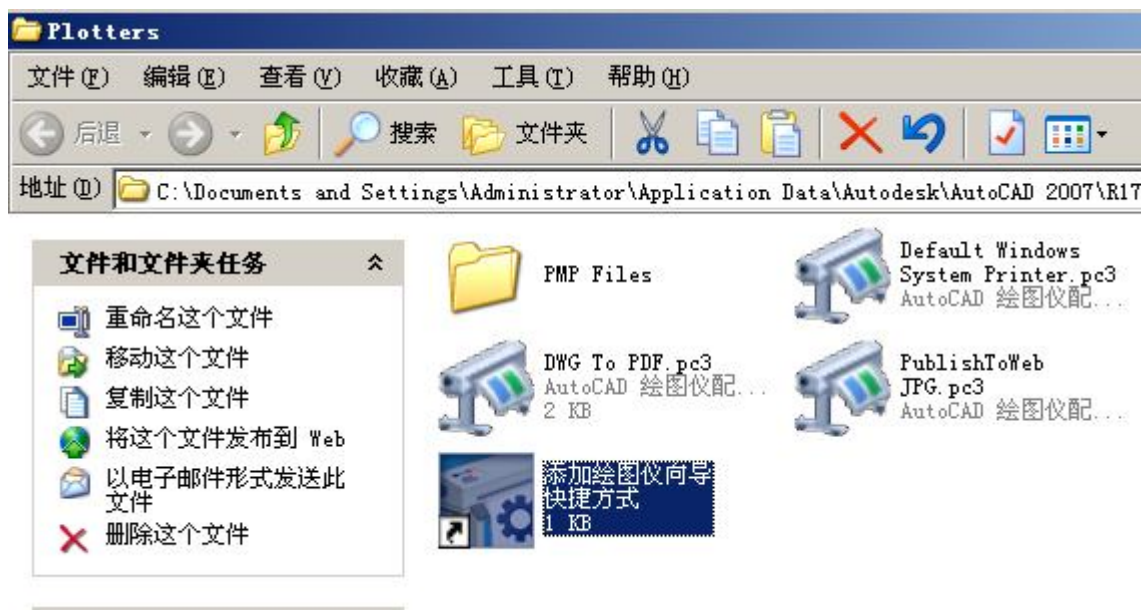 Plotters
文件(F) 编辑(E) 查看(V) 收藏(A) 工具(T) 帮助(H)
后退 搜索 文件夹
地址(D) C:\Documents and Settings\Administrator\Application Data\Autodesk\AutoCAD 2007\R17
文件和文件夹任务
重命名这个文件
移动这个文件
复制这个文件
将这个文件发布到 Web
以电子邮件形式发送此
文件
删除这个文件
PMP Files
Default Windows
System Printer.pc3
AutoCAD 绘图仪配...
DWG To PDF.pc3
AutoCAD 绘图仪配...
2 KB
PublishToWeb
JPG.pc3
AutoCAD 绘图仪配...
添加绘图仪向导
快捷方式
1 KB